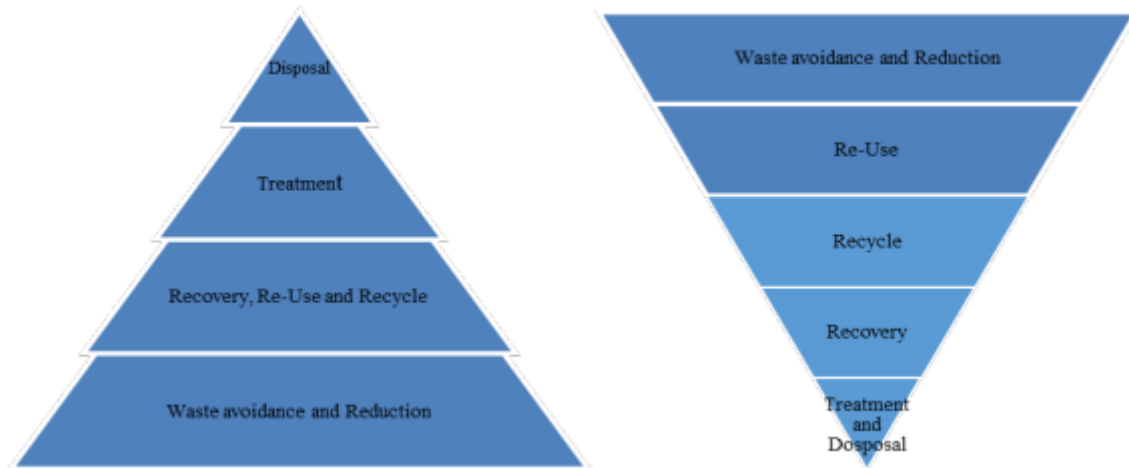 Disposal
Treatment
Recovery, Re-Use and Recycle
Waste avoidance and Reduction
Waste avoidance and Reduction
Re-Use
Recycle
Recovery
Treatment
and
Dosposal